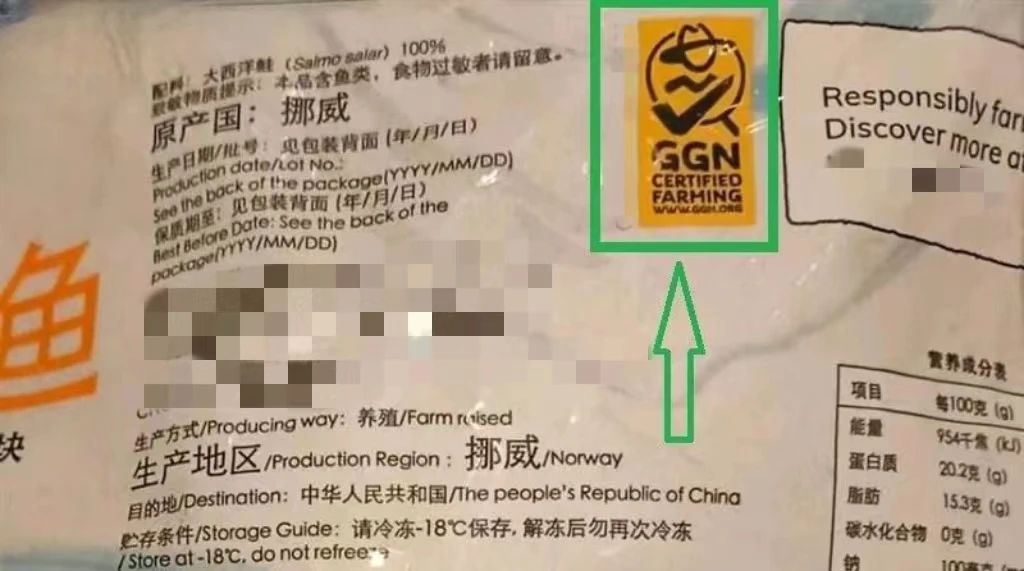 配料：大西洋鲑（Salmo salar）100%
致敏物质提示：本品含鱼类，食物过敏者请留意。
原产国：挪威
生产日期/批号：见包装背面 (年/月/日)
Production date/Lot No.:
See the back of the package(YYYY/MM/DD)
保质期至：见包装背面 (年/月/日)
Best Before Date: See the back of the
package(YYYY/MM/DD)
生产方式/Producing way: 养殖/Farm raised
生产地区/Production Region : 挪威/Norway
目的地/Destination: 中华人民共和国/The people's Republic of China
贮存条件/Storage Guide: 请冷冻-18℃保存, 解冻后勿再次冷冻
/Store at -18℃, do not refreeze
鱼
块
GGN
CERTIFIED
FARMING
WWW.GGN.ORG
Responsibly far
Discover more at
营养成分表
项目 每100克 (g)
能量 954千焦 (kJ)
蛋白质 20.2克 (g)
脂肪 15.3克 (g)
碳水化合物 0克 (g)
钠 100毫克